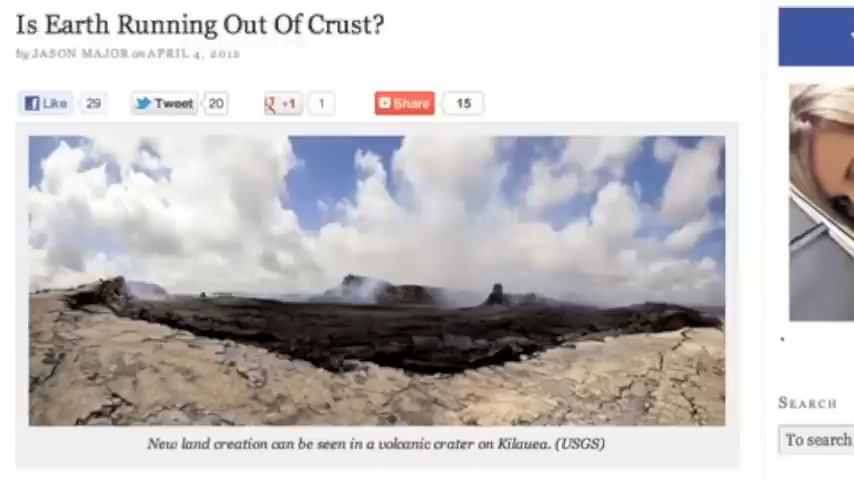 Is Earth Running Out Of Crust?
by JASON MAJOR on APRIL 4, 2012
Like 29 Tweet 20 +1 1 Share 15
New land creation can be seen in a volcanic crater on Kilauea. (USGS)
SEARCH
To search